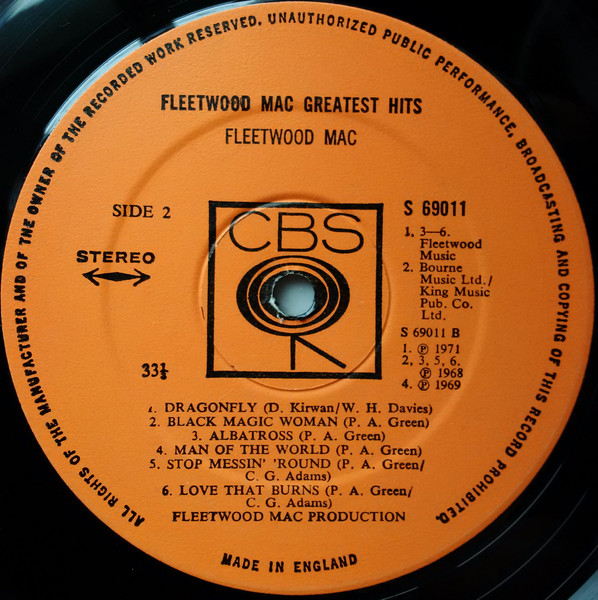 ALL RIGHTS OF THE MANUFACTURER AND OF THE OWNER OF THE RECORDED WORK RESERVED. UNAUTHORIZED PUBLIC PERFORMANCE, BROADCASTING AND COPYING OF THIS RECORD PROHIBITED.
FLEETWOOD MAC GREATEST HITS
FLEETWOOD MAC
SIDE 2
CBS
S 69011
1, 3—6.
Fleetwood
Music
2. Bourne
Music Ltd./
King Music
Pub. Co.
Ltd.
STEREO
S 69011 B
1. Ⓟ 1971
2, 3, 5, 6.
Ⓟ 1968
4. Ⓟ 1969
33⅓
1. DRAGONFLY (D. Kirwan/W. H. Davies)
2. BLACK MAGIC WOMAN (P. A. Green)
3. ALBATROSS (P. A. Green)
4. MAN OF THE WORLD (P. A. Green)
5. STOP MESSIN' 'ROUND (P. A. Green/
C. G. Adams)
6. LOVE THAT BURNS (P. A. Green/
C. G. Adams)
FLEETWOOD MAC PRODUCTION
MADE IN ENGLAND